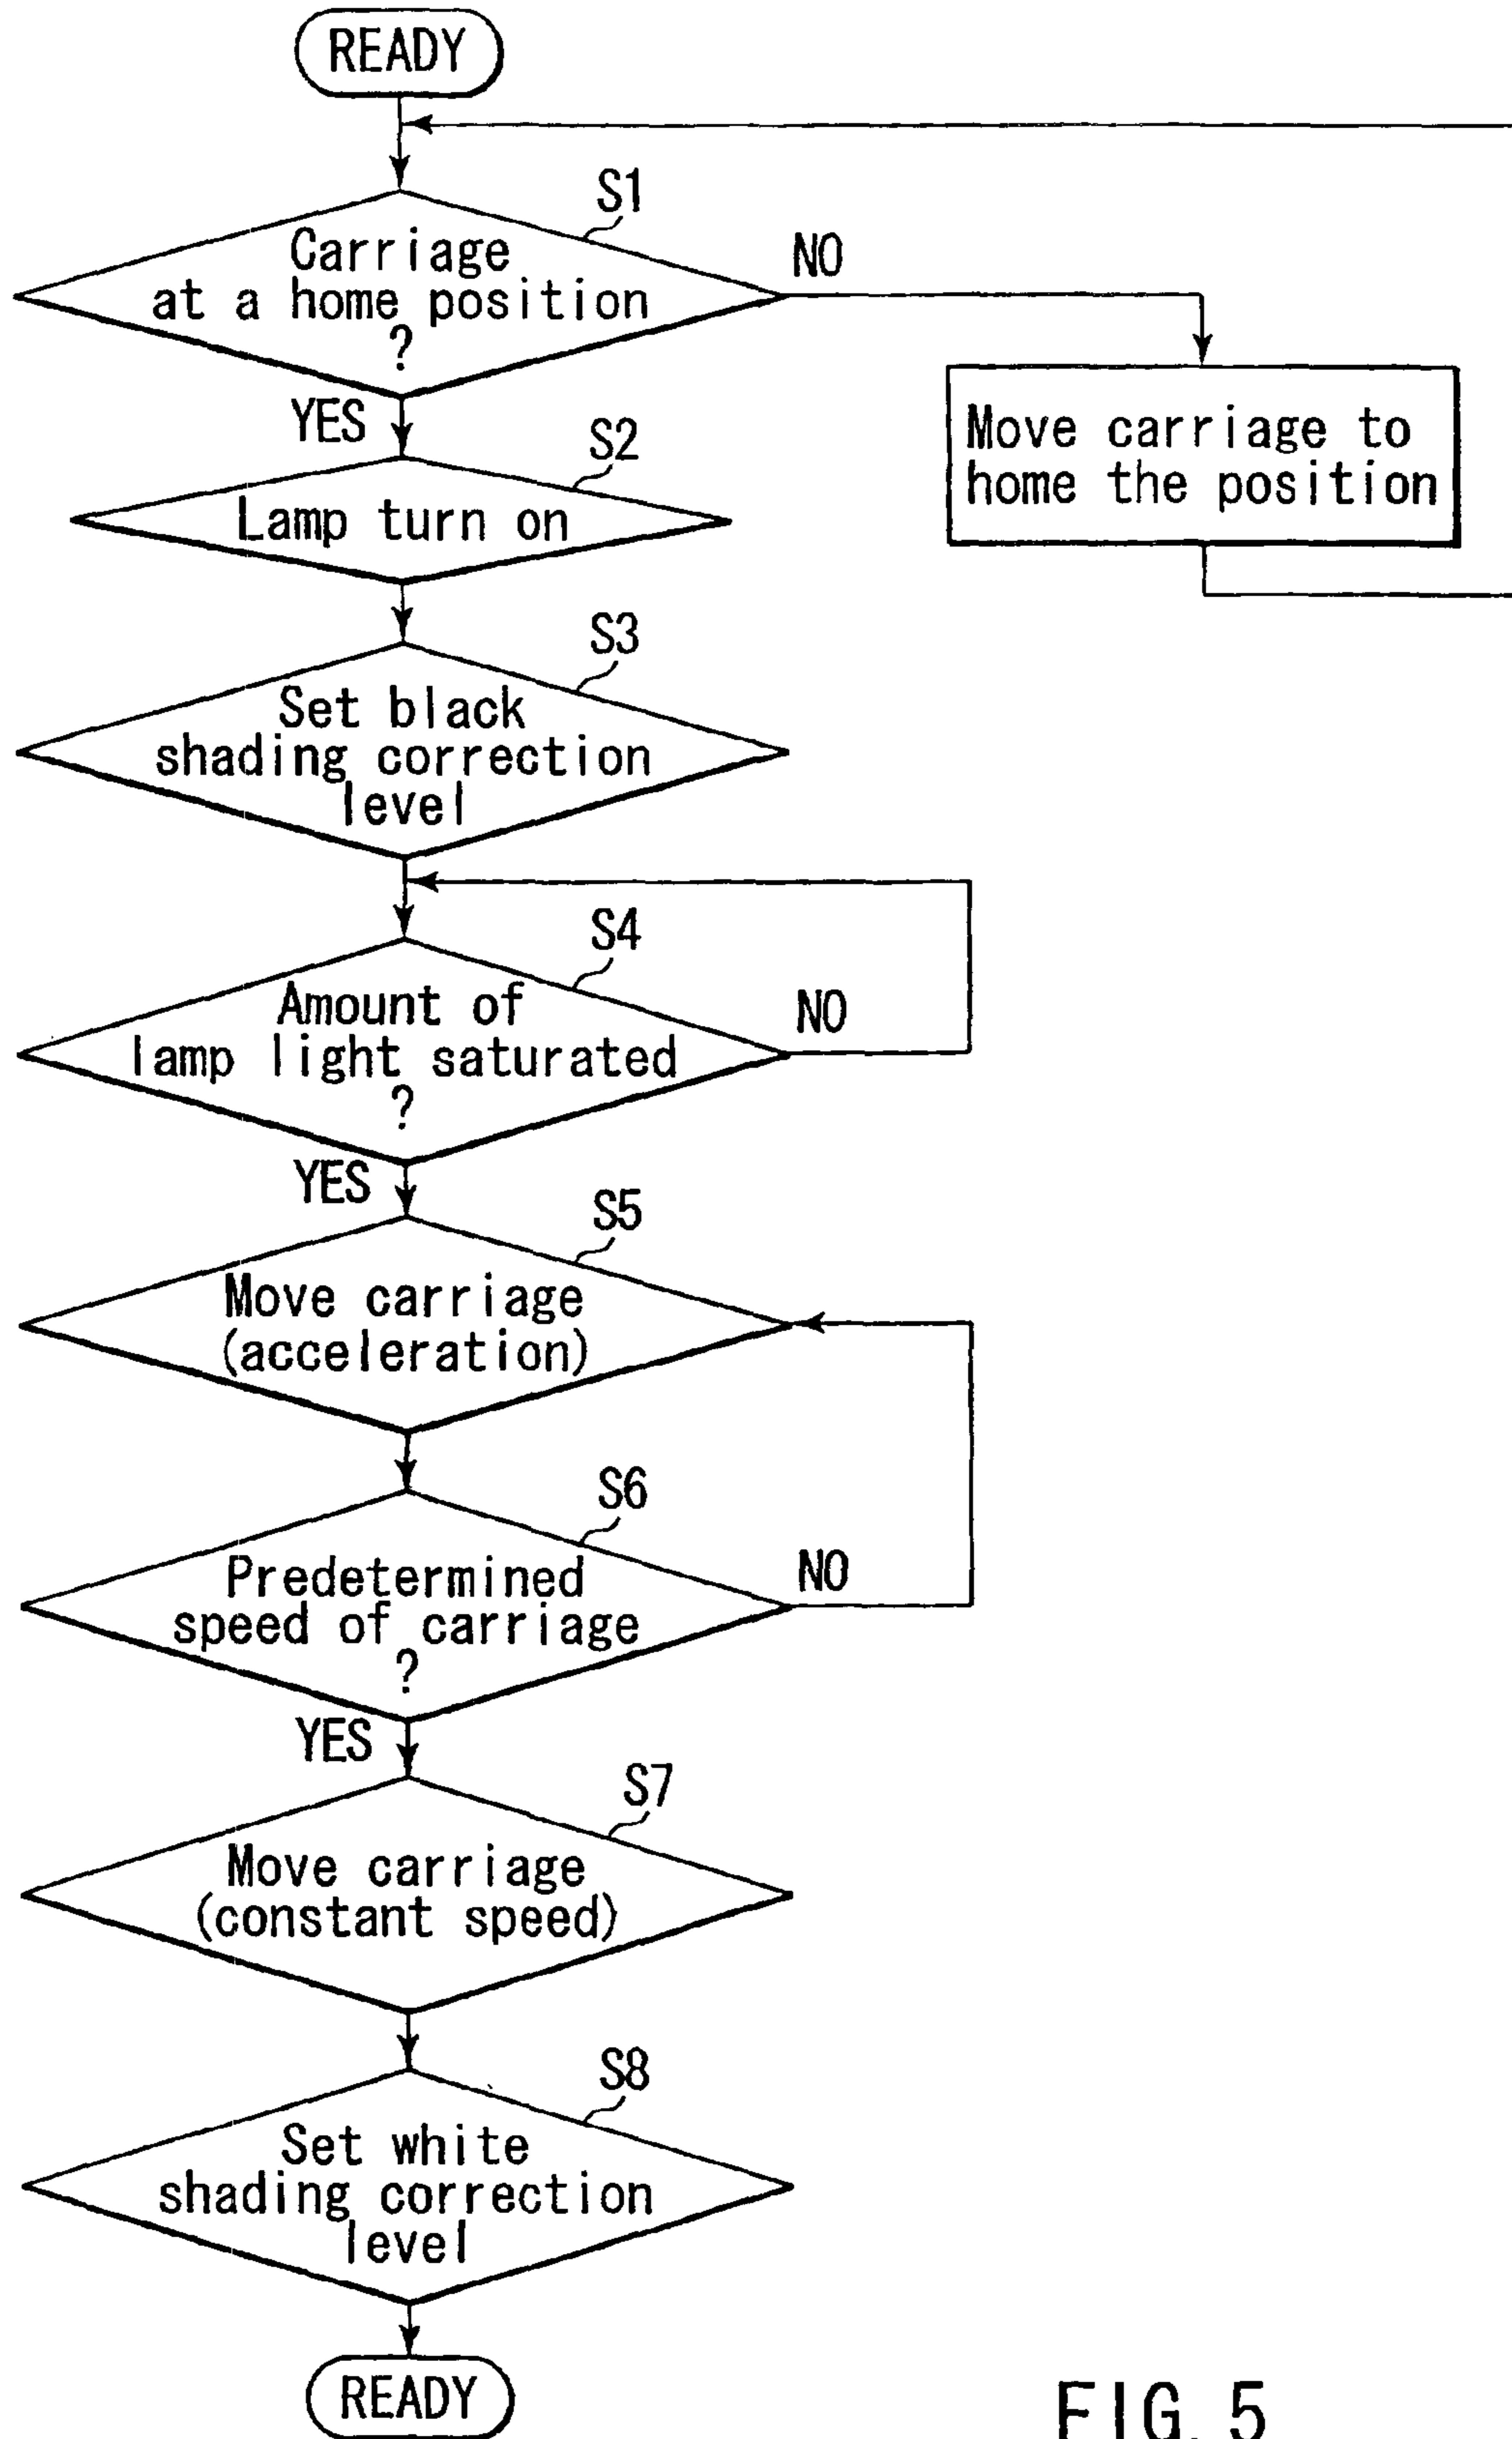 READY
S1
Carriage
at a home position
?
NO
YES
Move carriage to
home the position
S2
Lamp turn on
S3
Set black
shading correction
level
S4
Amount of
lamp light saturated
?
NO
YES
S5
Move carriage
(acceleration)
S6
Predetermined
speed of carriage
?
NO
YES
S7
Move carriage
(constant speed)
S8
Set white
shading correction
level
READY
FIG. 5